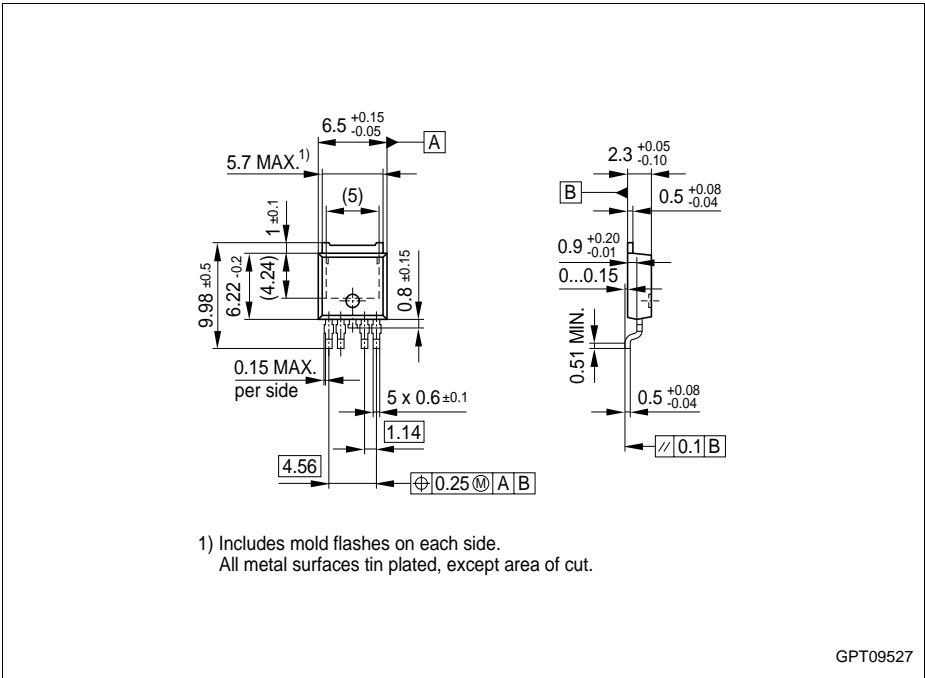 6.5 +0.15 -0.05
A
5.7 MAX. 1)
(5)
1 ±0.1
9.98 ±0.5
6.22 -0.2
(4.24)
0.8 ±0.15
0.15 MAX.
per side
5 x 0.6 ±0.1
1.14
4.56
⌖ 0.25 Ⓜ A B
2.3 +0.05 -0.10
B
0.5 +0.08 -0.04
0.9 +0.20 -0.01
0...0.15
0.51 MIN.
0.5 +0.08 -0.04
// 0.1 B
1) Includes mold flashes on each side.
All metal surfaces tin plated, except area of cut.
GPT09527